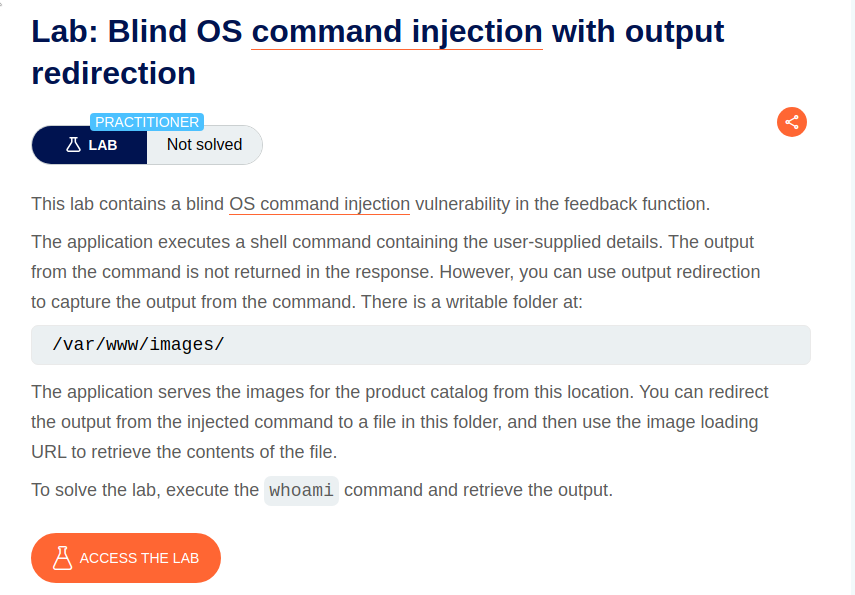 Lab: Blind OS command injection with output
redirection
PRACTITIONER
LAB
Not solved
This lab contains a blind OS command injection vulnerability in the feedback function.
The application executes a shell command containing the user-supplied details. The output
from the command is not returned in the response. However, you can use output redirection
to capture the output from the command. There is a writable folder at:
/var/www/images/
The application serves the images for the product catalog from this location. You can redirect
the output from the injected command to a file in this folder, and then use the image loading
URL to retrieve the contents of the file.
To solve the lab, execute the whoami command and retrieve the output.
ACCESS THE LAB